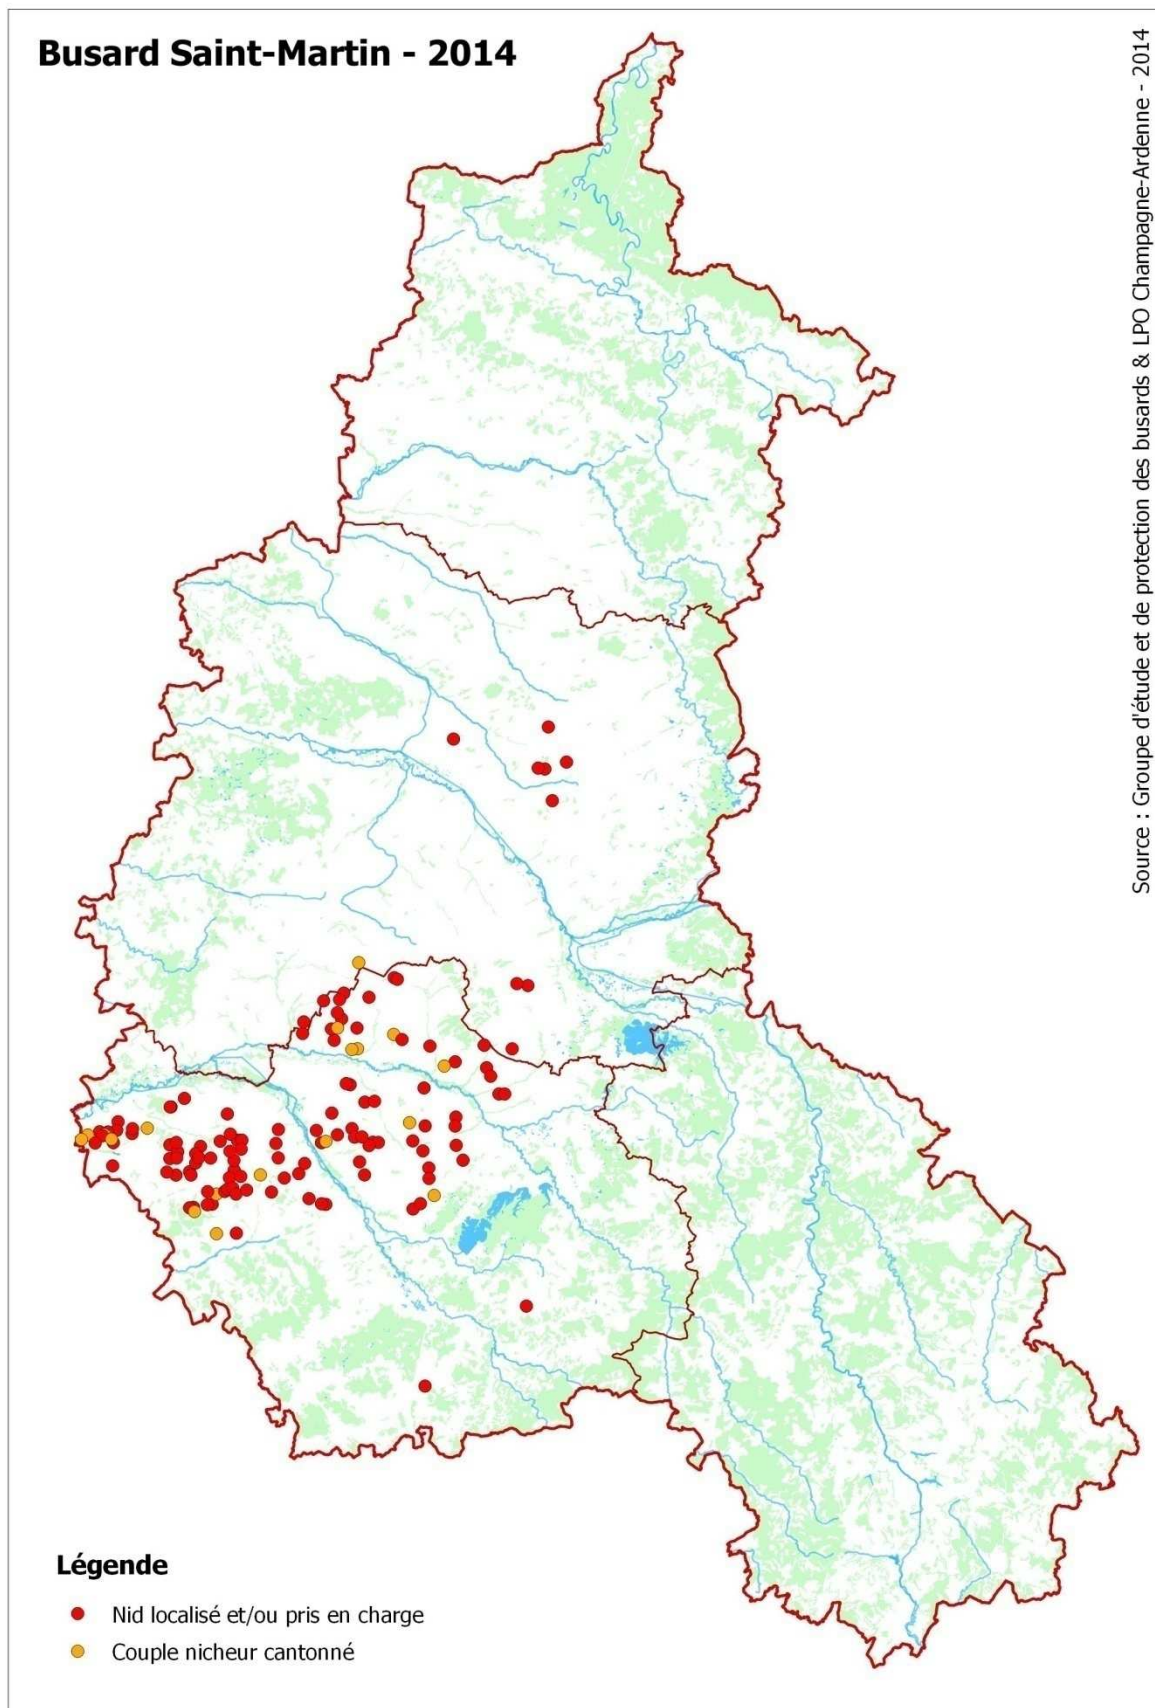 Busard Saint-Martin - 2014
Source : Groupe d'étude et de protection des busards & LPO Champagne-Ardenne - 2014
Légende
Nid localisé et/ou pris en charge
Couple nicheur cantonné